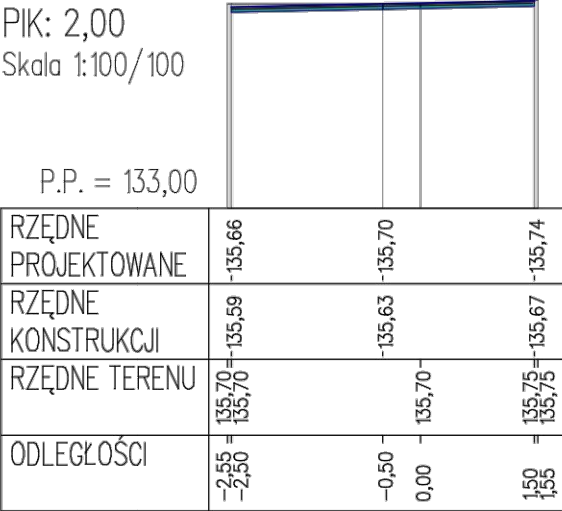 PIK: 2,00
Skala 1:100/100
P.P. = 133,00
RZĘDNE
PROJEKTOWANE
135,66
135,70
135,74
RZĘDNE
KONSTRUKCJI
135,59
135,63
135,67
RZĘDNE TERENU
135,70
135,70
135,70
135,75
135,75
ODLEGŁOŚCI
-2,55
-2,50
-0,50
0,00
1,50
1,55